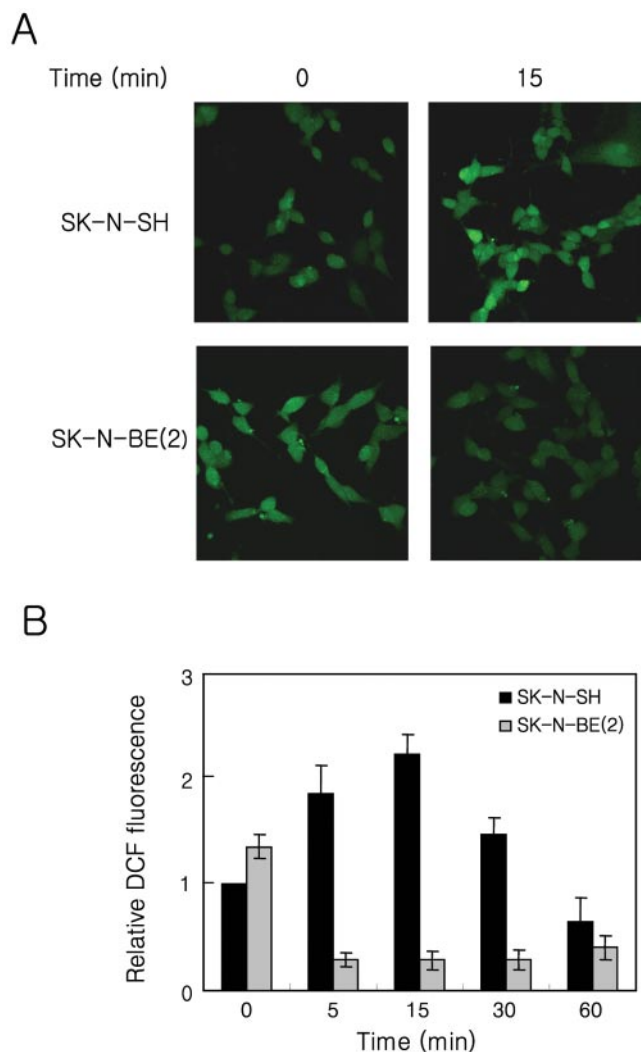 A
Time (min) 0 15
SK-N-SH
SK-N-BE(2)
B
3
2
1
0
Relative DCF fluorescence
SK-N-SH
SK-N-BE(2)
0 5 15 30 60
Time (min)